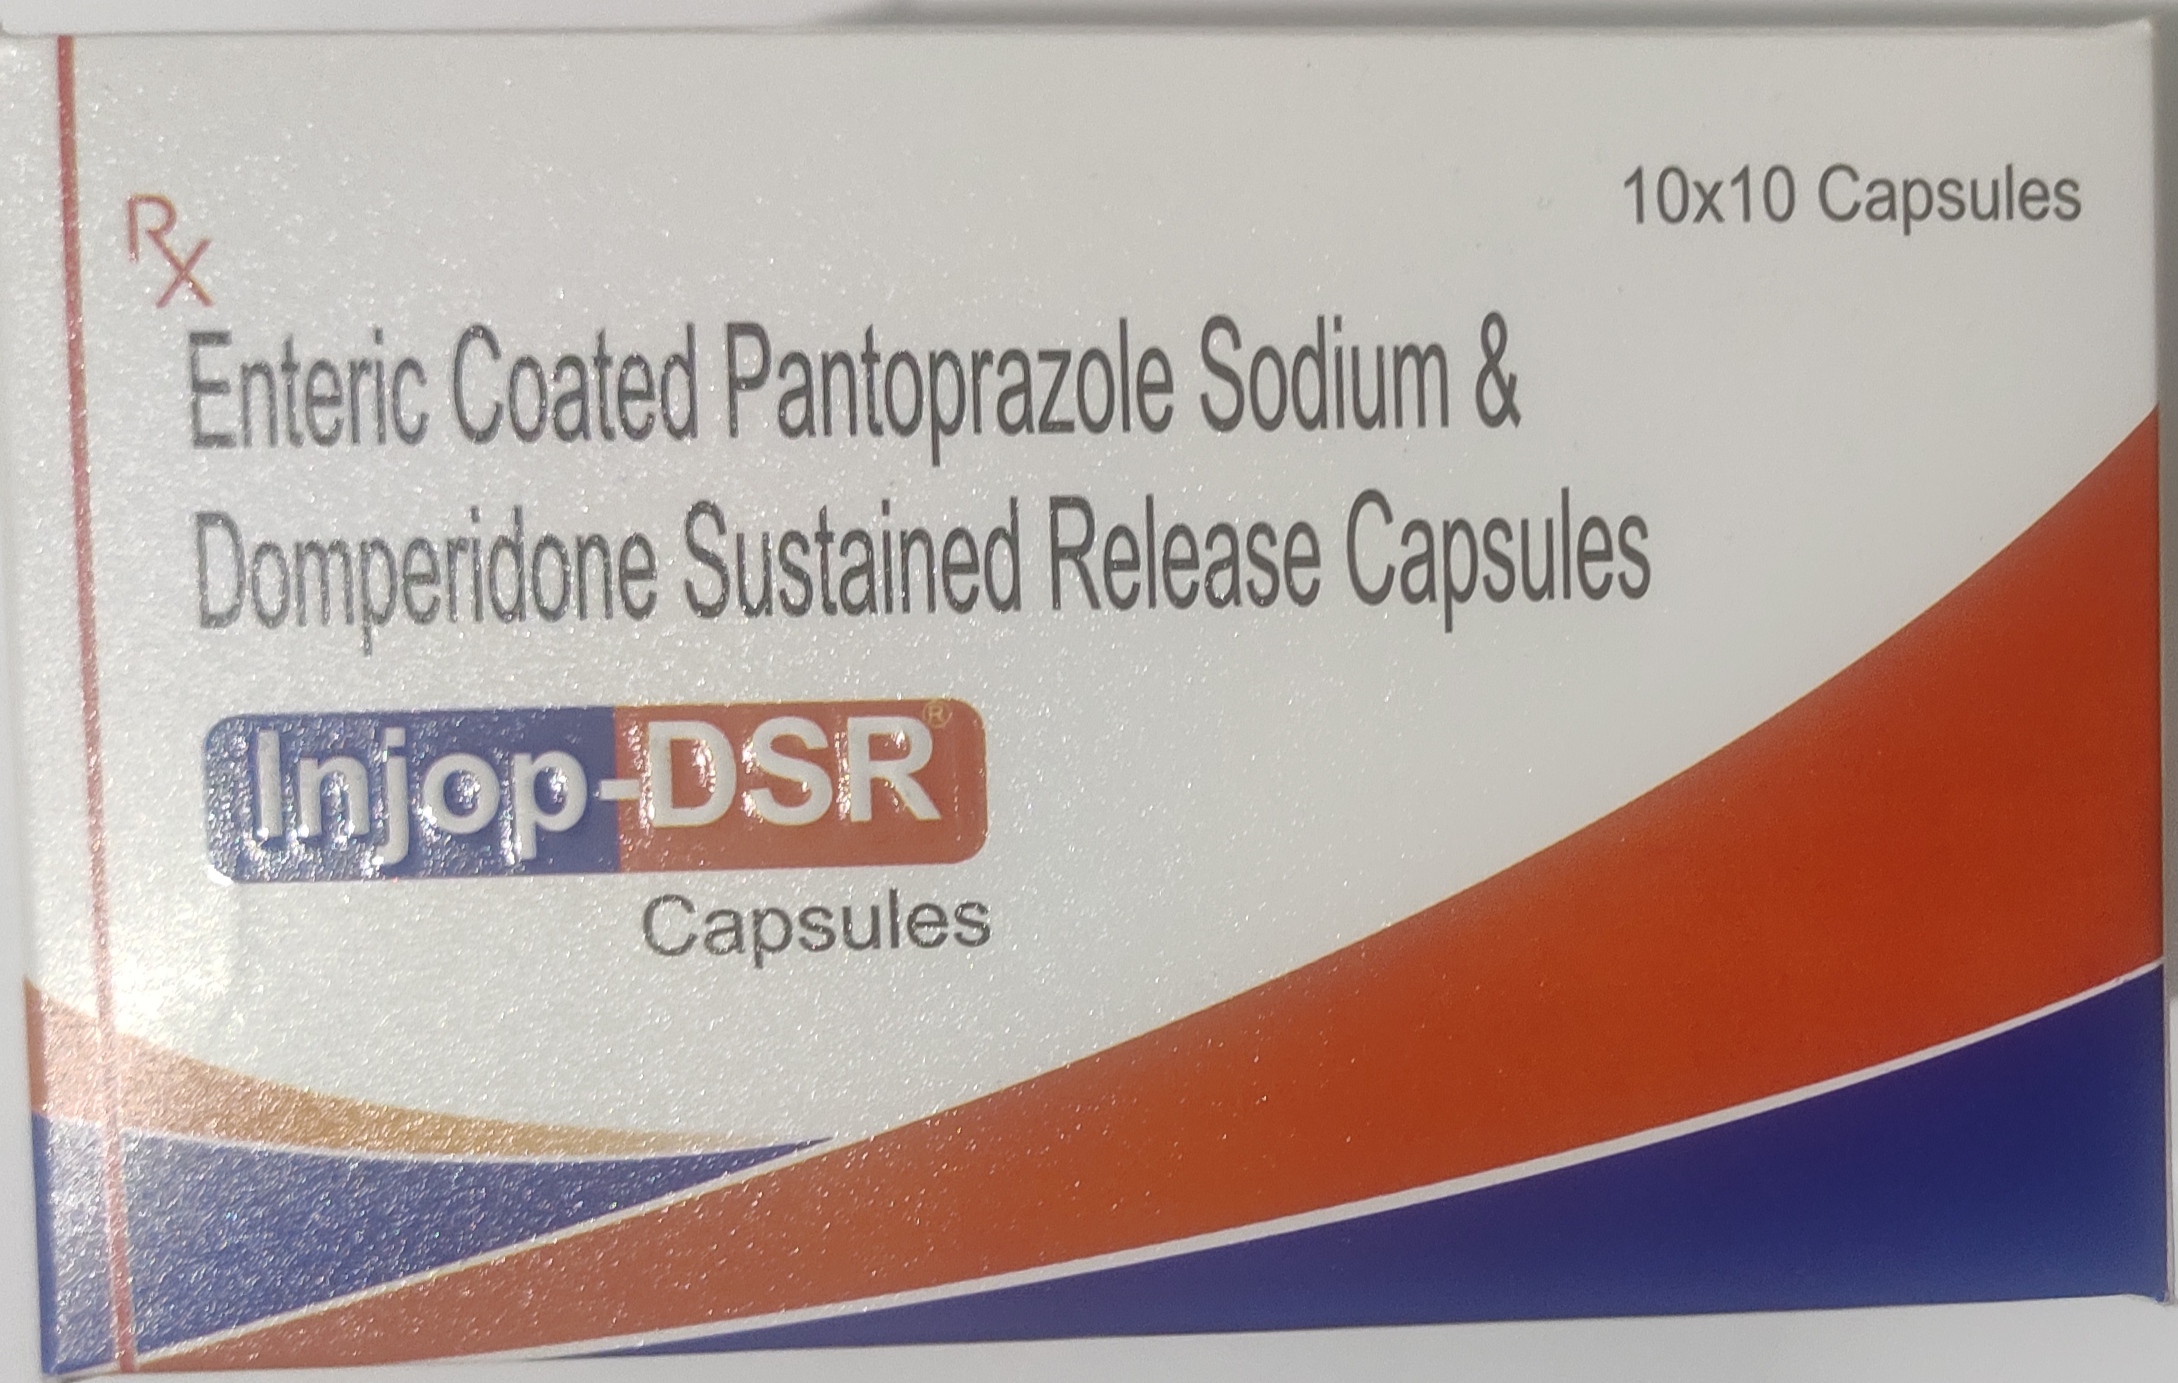 Rx
10x10 Capsules
Enteric Coated Pantoprazole Sodium &
Domperidone Sustained Release Capsules
Injop-DSR®
Capsules